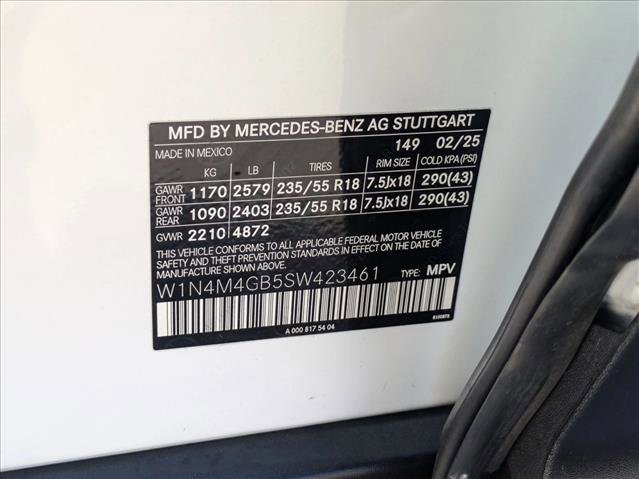 MFD BY MERCEDES-BENZ AG STUTTGART
MADE IN MEXICO 149 02/25
KG LB TIRES RIM SIZE COLD KPA (PSI)
GAWR FRONT 1170 2579 235/55 R18 7.5Jx18 290(43)
GAWR REAR 1090 2403 235/55 R18 7.5Jx18 290(43)
GVWR 2210 4872
THIS VEHICLE CONFORMS TO ALL APPLICABLE FEDERAL MOTOR VEHICLE
SAFETY, BUMPER AND THEFT PREVENTION STANDARDS IN
EFFECT ON THE DATE OF MANUFACTURE SHOWN ABOVE.
W1N4M4GB5SW423461 TYPE: MPV
A 000 817 54 04